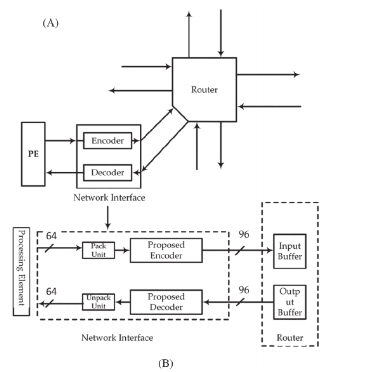 (A)
Router
PE
Encoder
Decoder
Network Interface
Processing Element
64
Pack
Unit
Proposed
Encoder
96
Input
Buffer
64
Unpack
Unit
Proposed
Decoder
96
Outp
ut
Buffer
Network Interface
Router
(B)